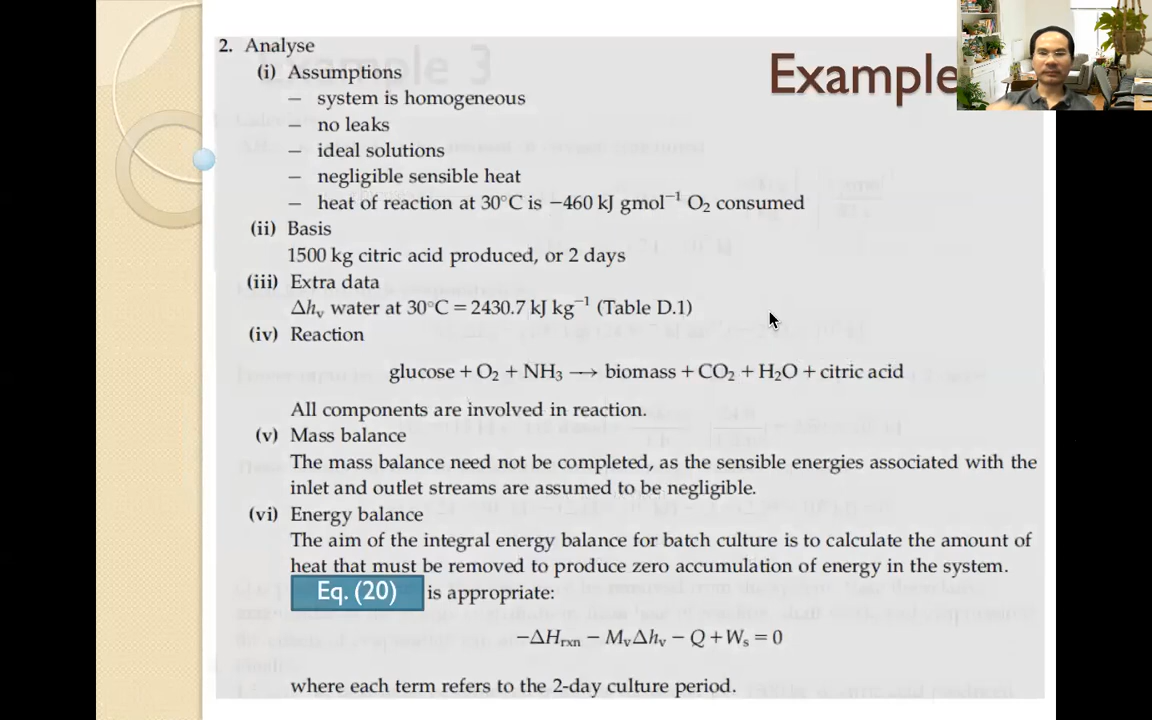 Example
2. Analyse
(i) Assumptions
– system is homogeneous
– no leaks
– ideal solutions
– negligible sensible heat
– heat of reaction at 30°C is −460 kJ gmol⁻¹ O₂ consumed
(ii) Basis
1500 kg citric acid produced, or 2 days
(iii) Extra data
Δhᵥ water at 30°C = 2430.7 kJ kg⁻¹ (Table D.1)
(iv) Reaction
glucose + O₂ + NH₃ ⟶ biomass + CO₂ + H₂O + citric acid
All components are involved in reaction.
(v) Mass balance
The mass balance need not be completed, as the sensible energies associated with the
inlet and outlet streams are assumed to be negligible.
(vi) Energy balance
The aim of the integral energy balance for batch culture is to calculate the amount of
heat that must be removed to produce zero accumulation of energy in the system.
Eq. (20) is appropriate:
−ΔHᵣₓₙ − MᵥΔhᵥ − Q + Wₛ = 0
where each term refers to the 2-day culture period.